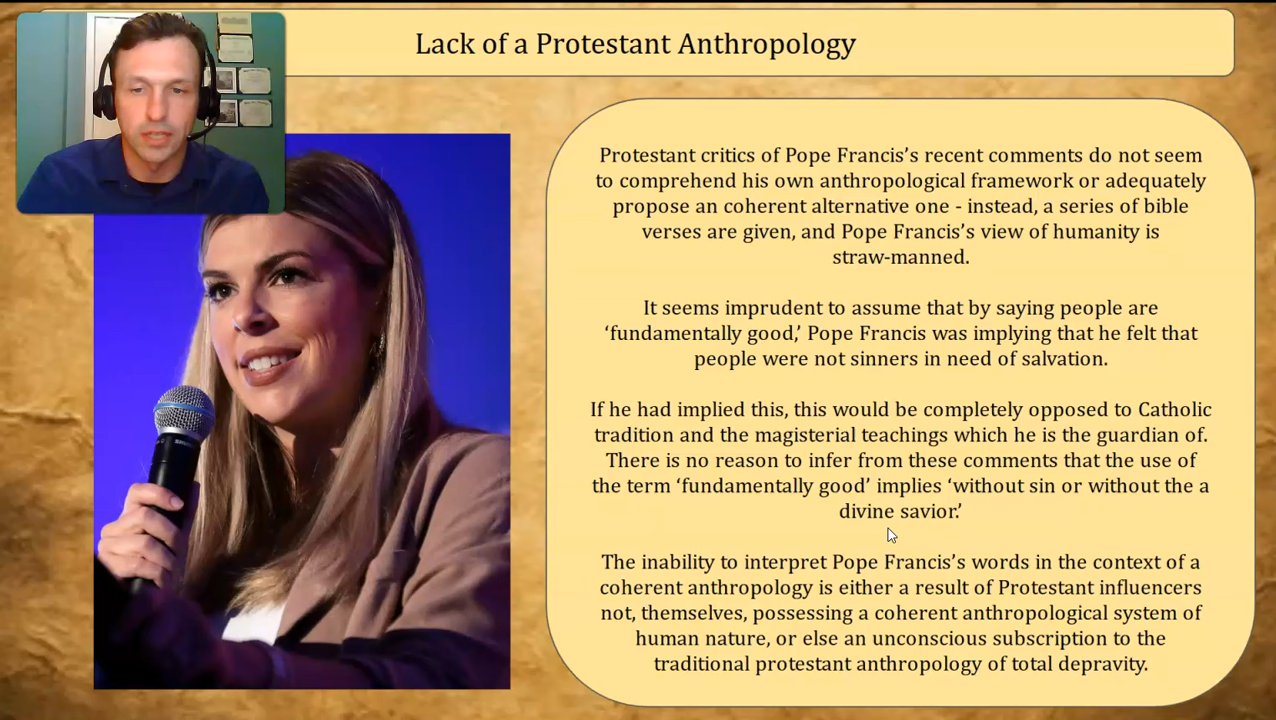 Lack of a Protestant Anthropology
Protestant critics of Pope Francis's recent comments do not seem
to comprehend his own anthropological framework or adequately
propose an coherent alternative one - instead, a series of bible
verses are given, and Pope Francis's view of humanity is
straw-manned.
It seems imprudent to assume that by saying people are
'fundamentally good,' Pope Francis was implying that he felt that
people were not sinners in need of salvation.
If he had implied this, this would be completely opposed to Catholic
tradition and the magisterial teachings which he is the guardian of.
There is no reason to infer from these comments that the use of
the term 'fundamentally good' implies 'without sin or without the a
divine savior.'
The inability to interpret Pope Francis's words in the context of a
coherent anthropology is either a result of Protestant influencers
not, themselves, possessing a coherent anthropological system of
human nature, or else an unconscious subscription to the
traditional protestant anthropology of total depravity.